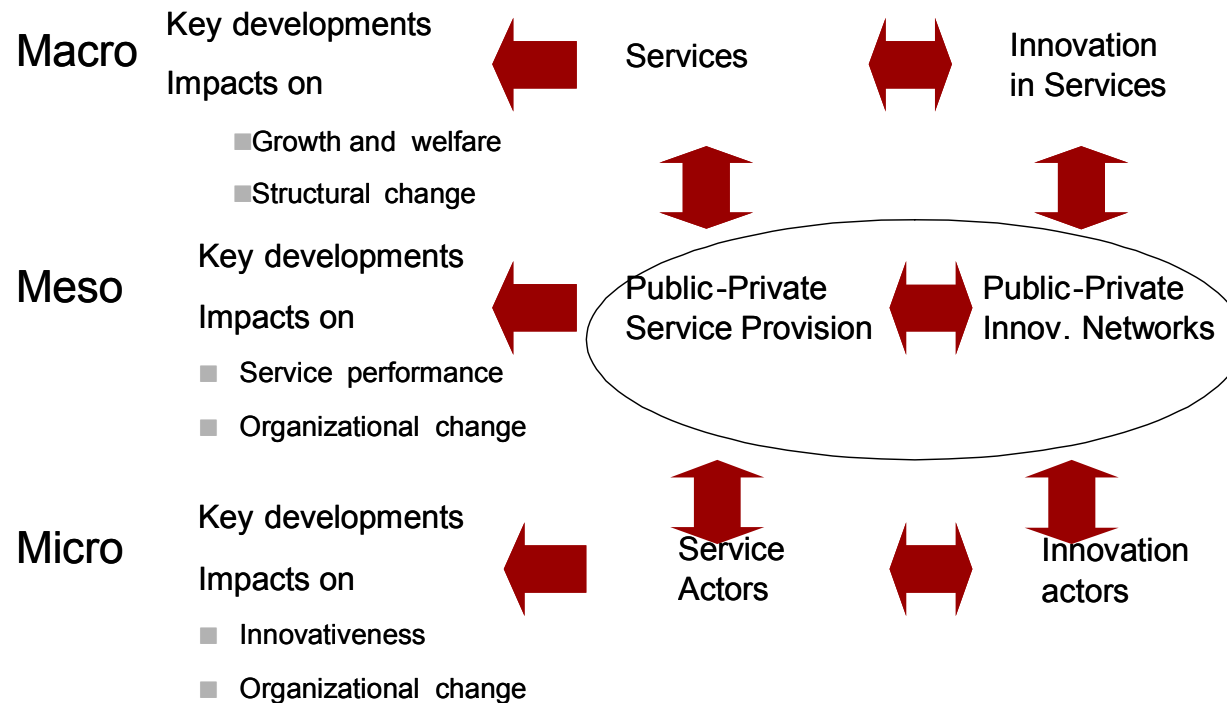 Macro
Key developments
Impacts on
Growth and welfare
Structural change
Services
Innovation
in Services
Meso
Key developments
Impacts on
Service performance
Organizational change
Public-Private
Service Provision
Public-Private
Innov. Networks
Micro
Key developments
Impacts on
Innovativeness
Organizational change
Service
Actors
Innovation
actors